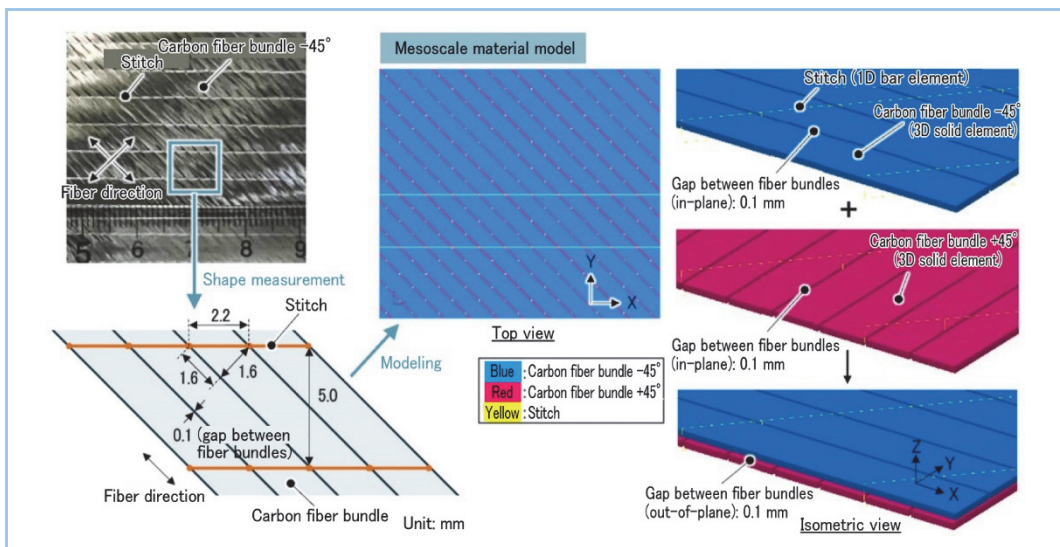 Carbon fiber bundle -45°
Stitch
Fiber direction
5 6 7 8 9
Shape measurement
Stitch
2.2
1.6
1.6
5.0
0.1 (gap between
fiber bundles)
Fiber direction
Carbon fiber bundle
Unit: mm
Modeling
Mesoscale material model
Y
X
Top view
Blue : Carbon fiber bundle -45°
Red : Carbon fiber bundle +45°
Yellow : Stitch
Stitch (1D bar element)
Carbon fiber bundle -45°
(3D solid element)
Gap between fiber bundles
(in-plane): 0.1 mm
+
Carbon fiber bundle +45°
(3D solid element)
Gap between fiber bundles
(in-plane): 0.1 mm
Z
Y
X
Gap between fiber bundles
(out-of-plane): 0.1 mm
Isometric view